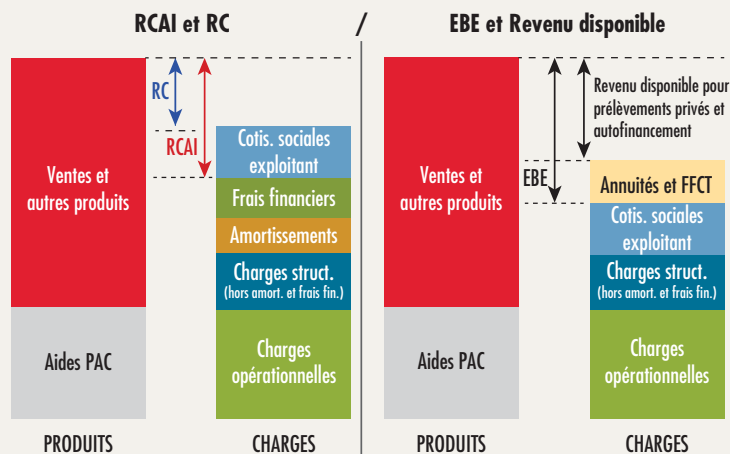 RCAI et RC
/
EBE et Revenu disponible
RC
RCAI
Ventes et
autres produits
Aides PAC
Cotis. sociales
exploitant
Frais financiers
Amortissements
Charges struct.
(hors amort. et frais fin.)
Charges
opérationnelles
PRODUITS
CHARGES
Revenu disponible pour
prélèvements privés et
autofinancement
EBE
Ventes et
autres produits
Aides PAC
Annuités et FFCT
Cotis. sociales
exploitant
Charges struct.
(hors amort. et frais fin.)
Charges
opérationnelles
PRODUITS
CHARGES